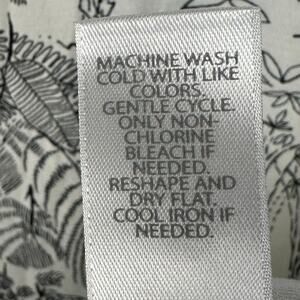 MACHINE WASH
COLD WITH LIKE
COLORS.
GENTLE CYCLE.
ONLY NON-
CHLORINE
BLEACH IF
NEEDED.
RESHAPE AND
DRY FLAT.
COOL IRON IF
NEEDED.